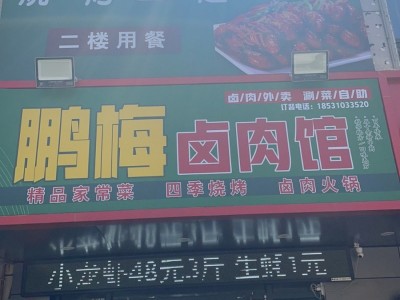 二楼用餐
卤/肉/外/卖 涮/菜/自/助
订餐电话：18531033520
鹏梅卤肉馆
精品家常菜 四季烧烤 卤肉火锅
小龙虾48元3斤 生蚝1元